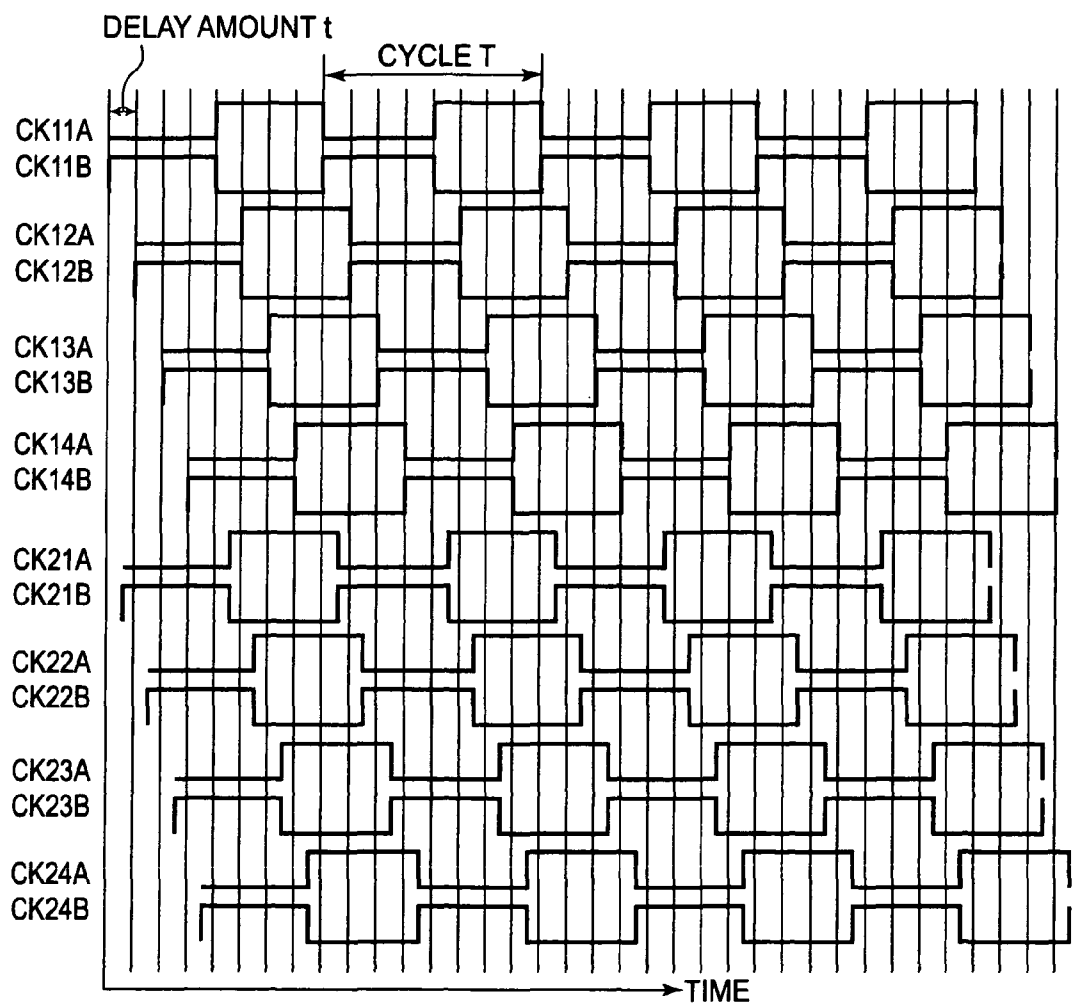 DELAY AMOUNT t
CYCLE T
CK11A
CK11B
CK12A
CK12B
CK13A
CK13B
CK14A
CK14B
CK21A
CK21B
CK22A
CK22B
CK23A
CK23B
CK24A
CK24B
TIME